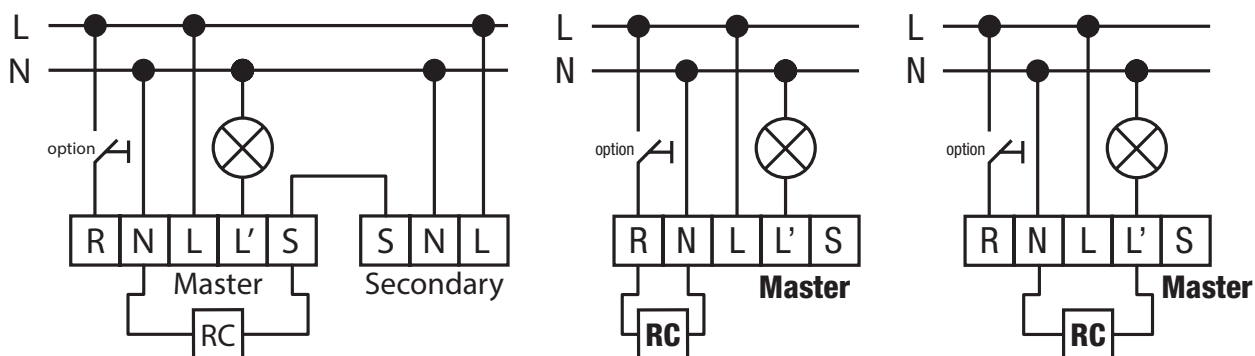 L L L
N N N
option option option
R N L L′ S S N L R N L L' S R N L L' S
Master Secondary Master Master
RC RC RC